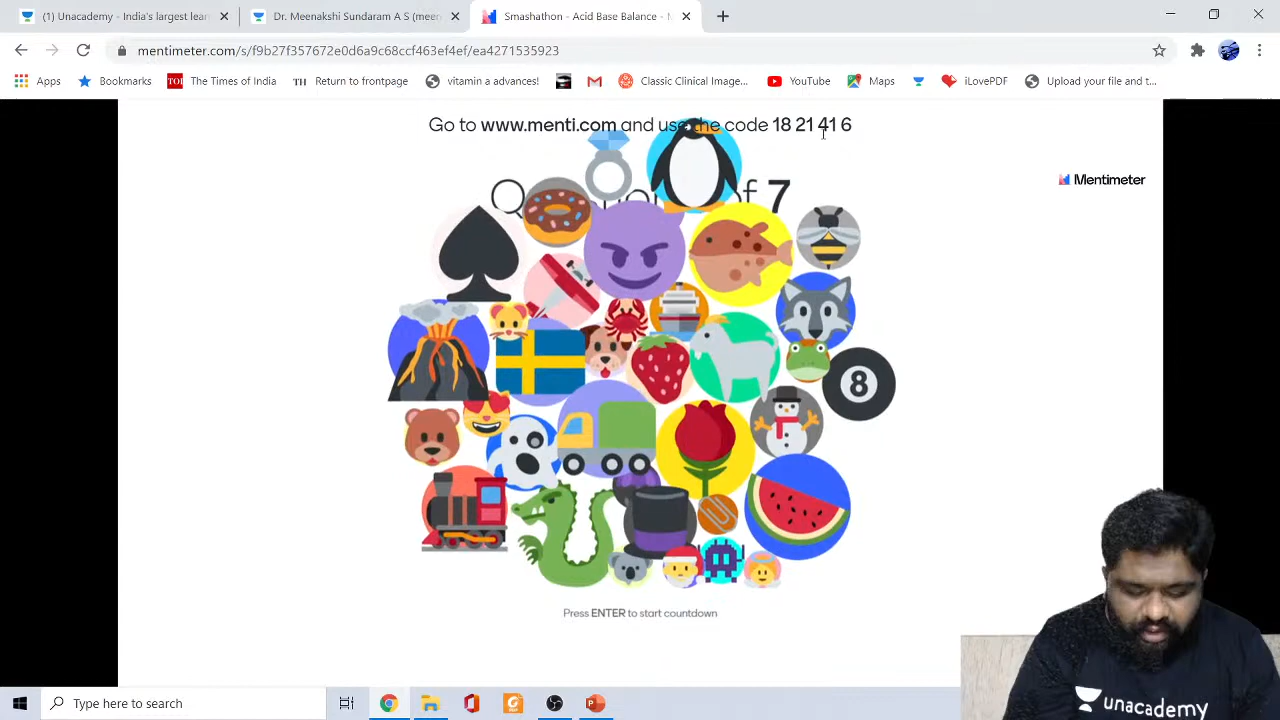 (1) Unacademy - India's largest lear
Dr. Meenakshi Sundaram A S (meen
Smashathon - Acid Base Balance -
mentimeter.com/s/f9b27f357672e0d6a9c68ccf463ef4ef/ea4271535923
Apps
Bookmarks
TOI
The Times of India
TH
Return to frontpage
Vitamin a advances!
Classic Clinical Image...
YouTube
Maps
iLovePDF
Upload your file and t...
Go to www.menti.com and use the code 18 21 41 6
Mentimeter
of 7
8
Press ENTER to start countdown
unacademy
Type here to search